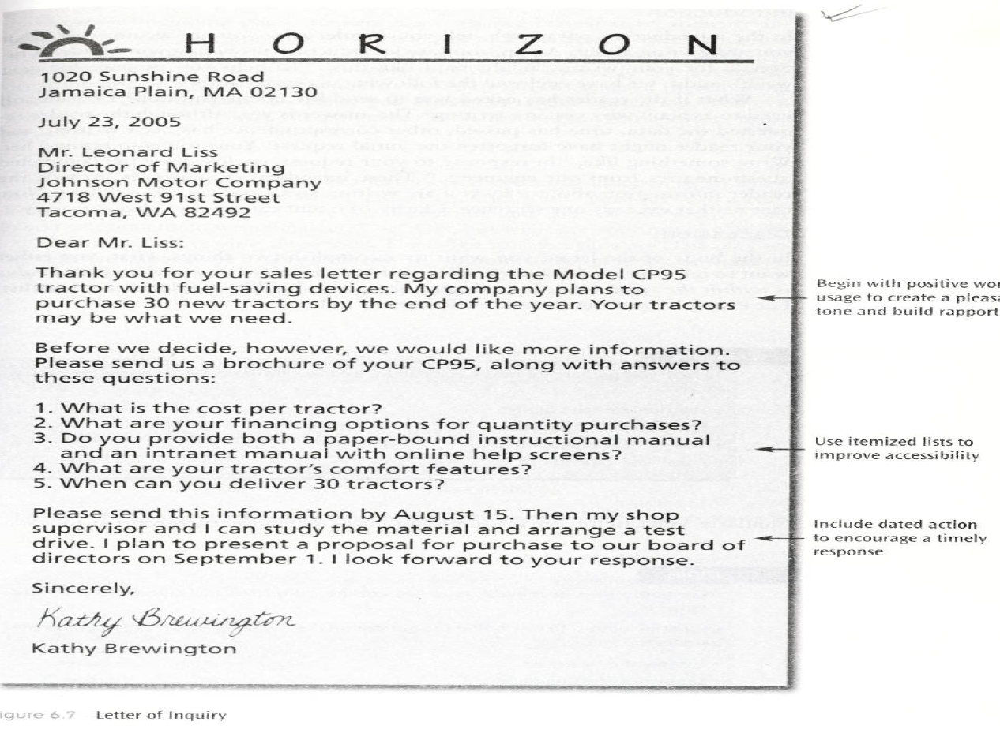 H O R I Z O N
1020 Sunshine Road
Jamaica Plain, MA 02130
July 23, 2005
Mr. Leonard Liss
Director of Marketing
Johnson Motor Company
4718 West 91st Street
Tacoma, WA 82492
Dear Mr. Liss:
Thank you for your sales letter regarding the Model CP95
tractor with fuel-saving devices. My company plans to
purchase 30 new tractors by the end of the year. Your tractors
may be what we need.
Begin with positive
usage to create a
tone and build rapport
Before we decide, however, we would like more information.
Please send us a brochure of your CP95, along with answers to
these questions:
1. What is the cost per tractor?
2. What are your financing options for quantity purchases?
3. Do you provide both a paper-bound instructional manual
and an intranet manual with online help screens?
4. What are your tractor's comfort features?
5. When can you deliver 30 tractors?
Use itemized lists to
improve accessibility
Please send this information by August 15. Then my shop
supervisor and I can study the material and arrange a test
drive. I plan to present a proposal for purchase to our board of
directors on September 1. I look forward to your response.
Include dated action
to encourage a timely
response
Sincerely,
Kathy Brewington
Kathy Brewington
6.7 Letter of Inquiry